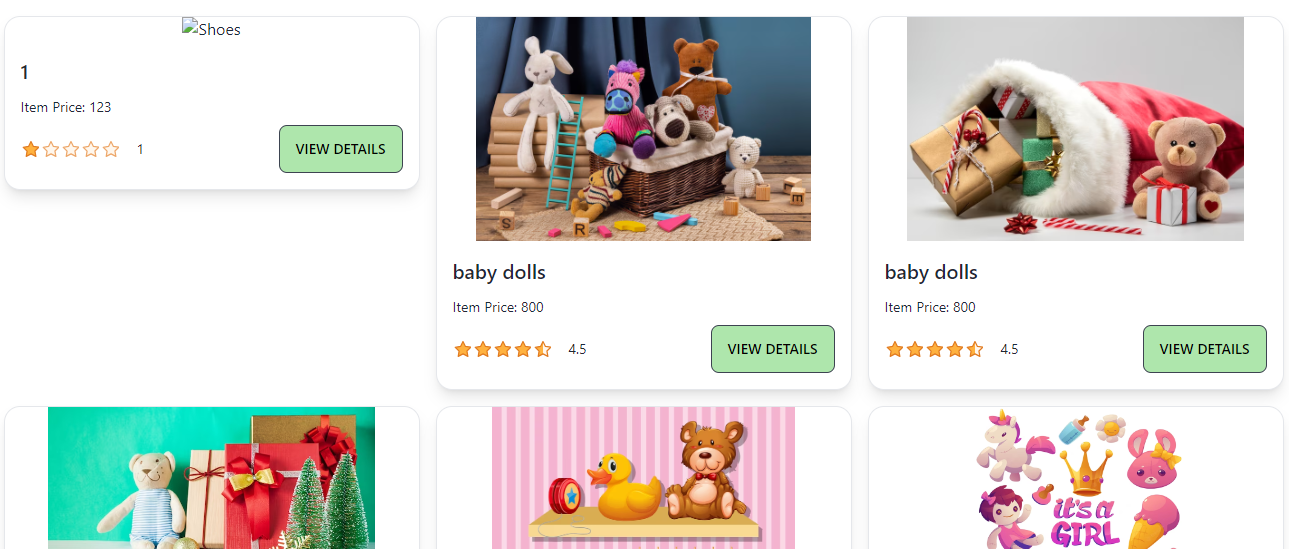 Shoes
1
Item Price: 123
1
VIEW DETAILS
baby dolls
Item Price: 800
4.5
VIEW DETAILS
baby dolls
Item Price: 800
4.5
VIEW DETAILS
S
R
E
it's a
GIRL